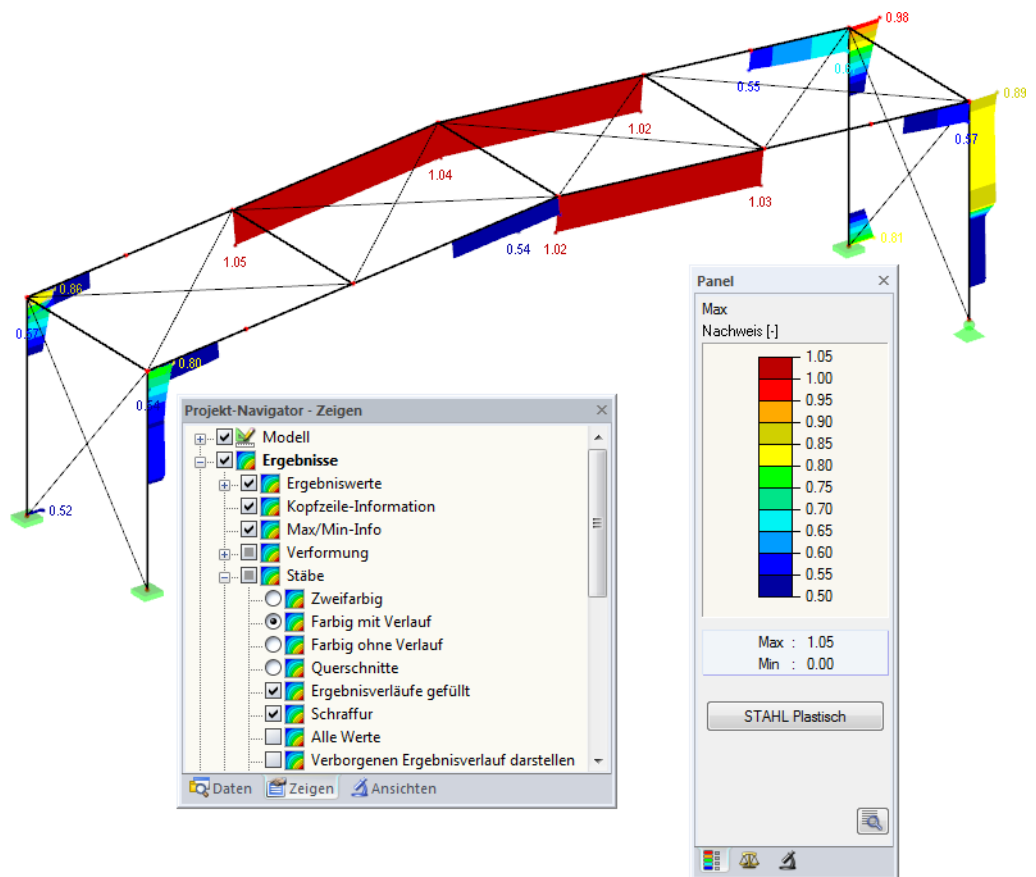 0.98
0.55
0.89
0.57
1.02
1.04
1.03
1.05
0.54
1.02
0.81
0.86
0.57
0.80
0.52
Panel
Max
Nachweis [-]
1.05
1.00
0.95
0.90
0.85
0.80
0.75
0.70
0.65
0.60
0.55
0.50
Max : 1.05
Min : 0.00
STAHL Plastisch
Projekt-Navigator - Zeigen
Modell
Ergebnisse
Ergebniswerte
Kopfzeile-Information
Max/Min-Info
Verformung
Stäbe
Zweifarbig
Farbig mit Verlauf
Farbig ohne Verlauf
Querschnitte
Ergebnisverläufe gefüllt
Schraffur
Alle Werte
Verborgenen Ergebnisverlauf darstellen
Daten Zeigen Ansichten